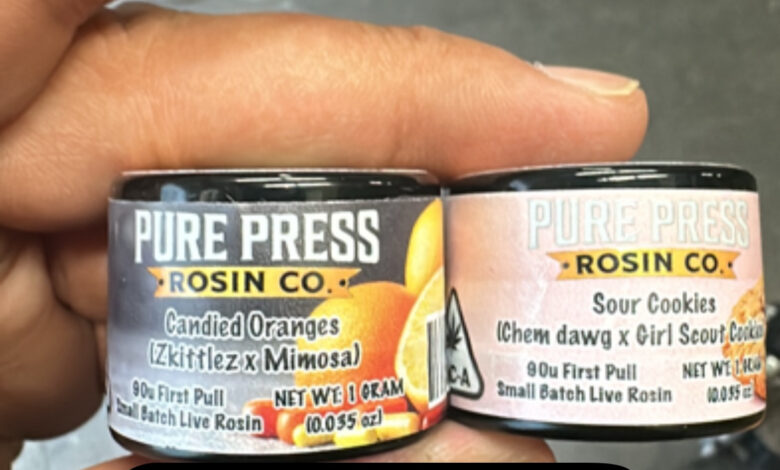 PURE PRESS
ROSIN CO.
Candied Oranges
(Zkittlez x Mimosa)
90u First Pull
Small Batch Live Rosin
NET WT: 1 GRAM
(0.035 oz)
PURE PRESS
ROSIN CO.
Sour Cookies
(Chem dawg x Girl Scout Cookies
90u First Pull
Small Batch Live Rosin
NET WT: 1 GRA
(0.035 oz)
C-A